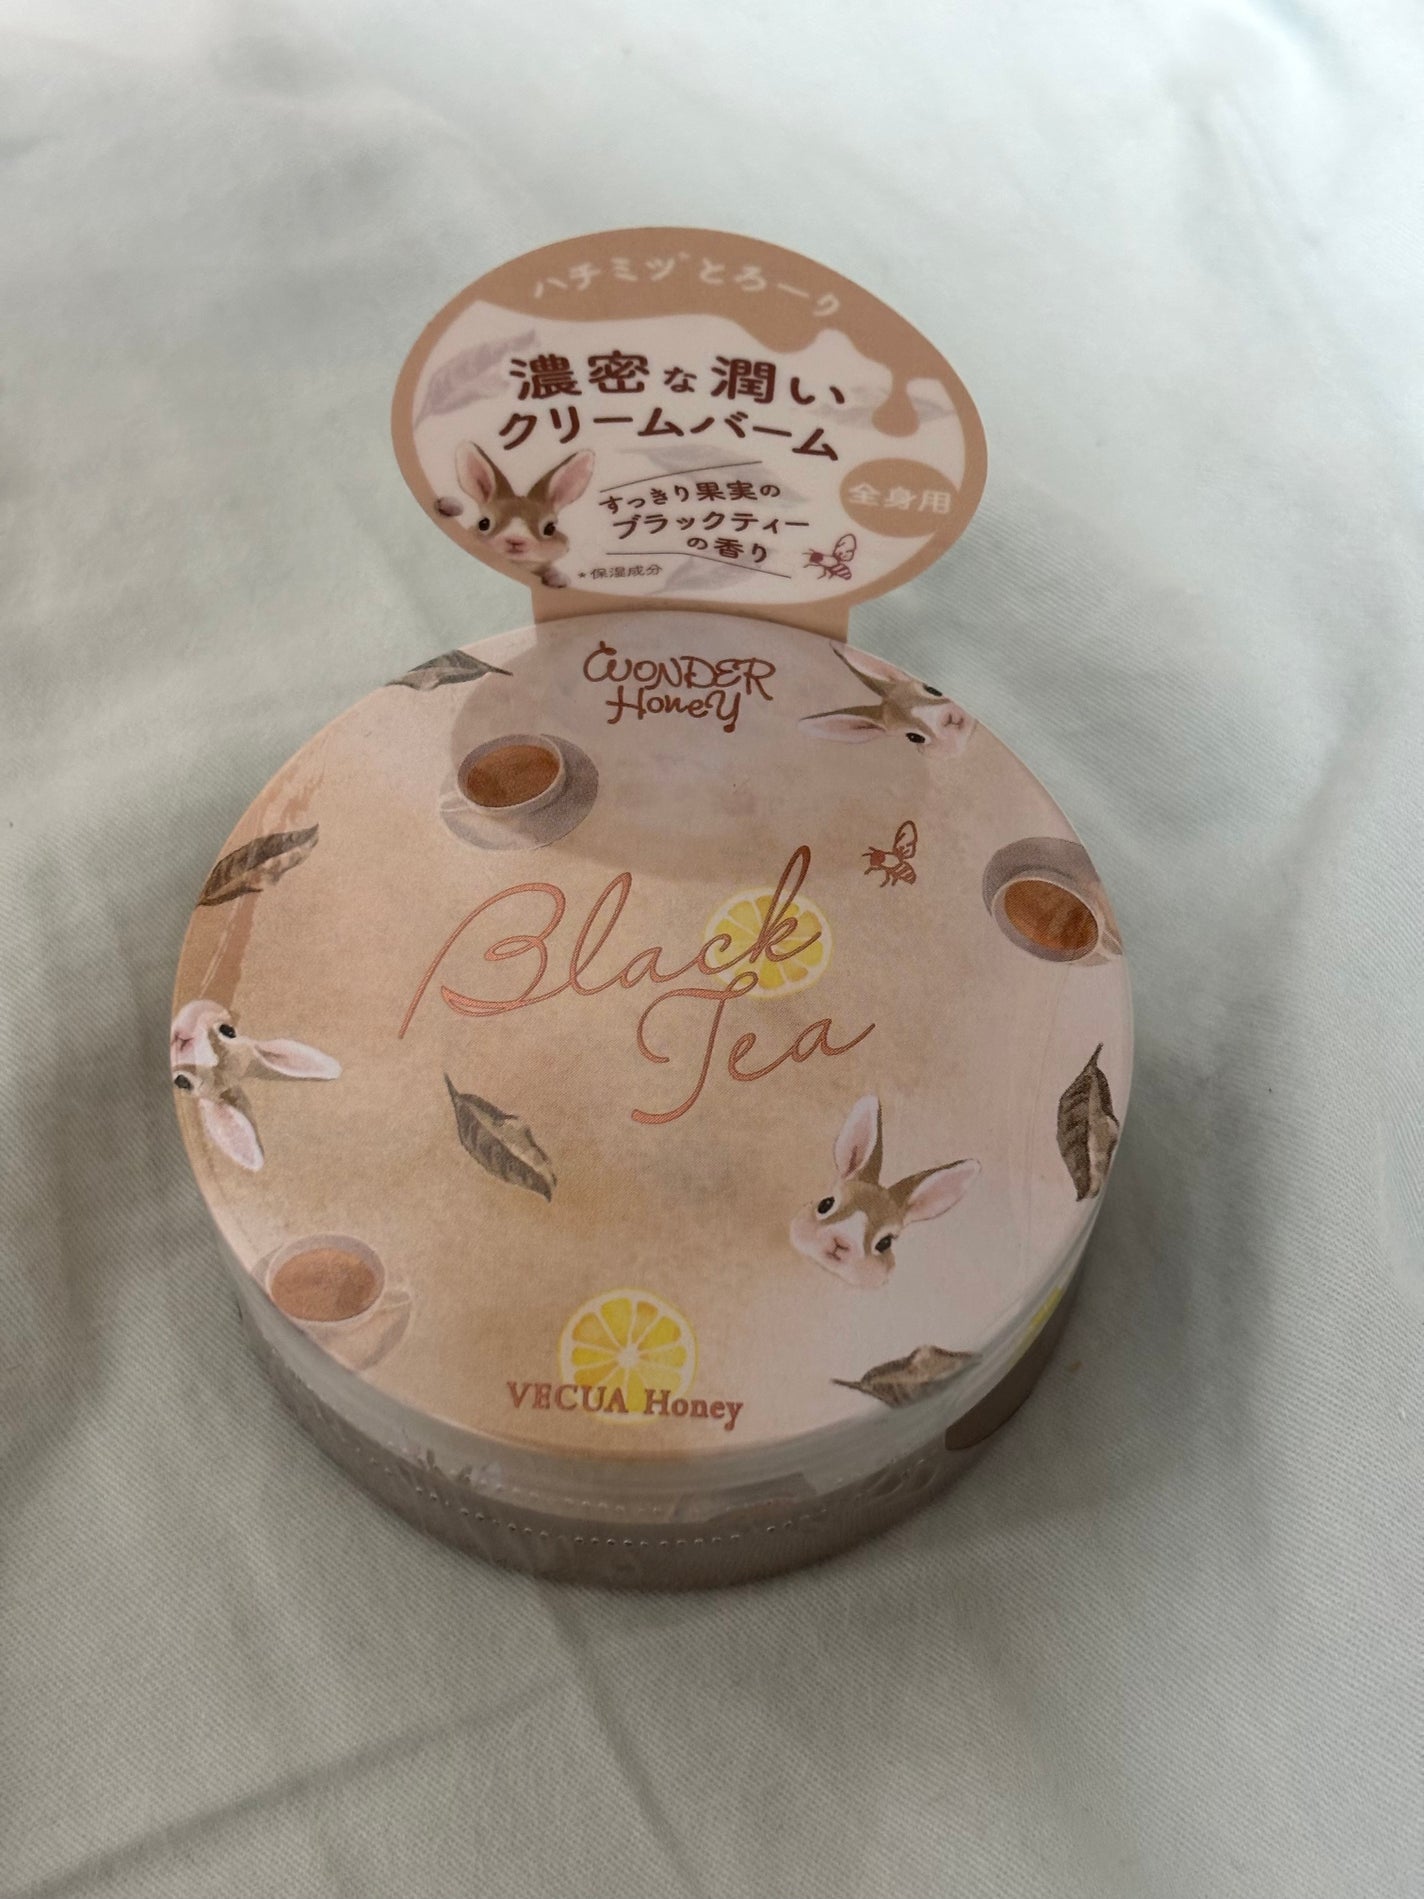 ハチミツ*とろーり
濃密な潤い
クリームバーム
すっきり果実の
ブラックティー
の香り
全身用
*保湿成分
WONDER
Honey
Black
Tea
VECUA Honey